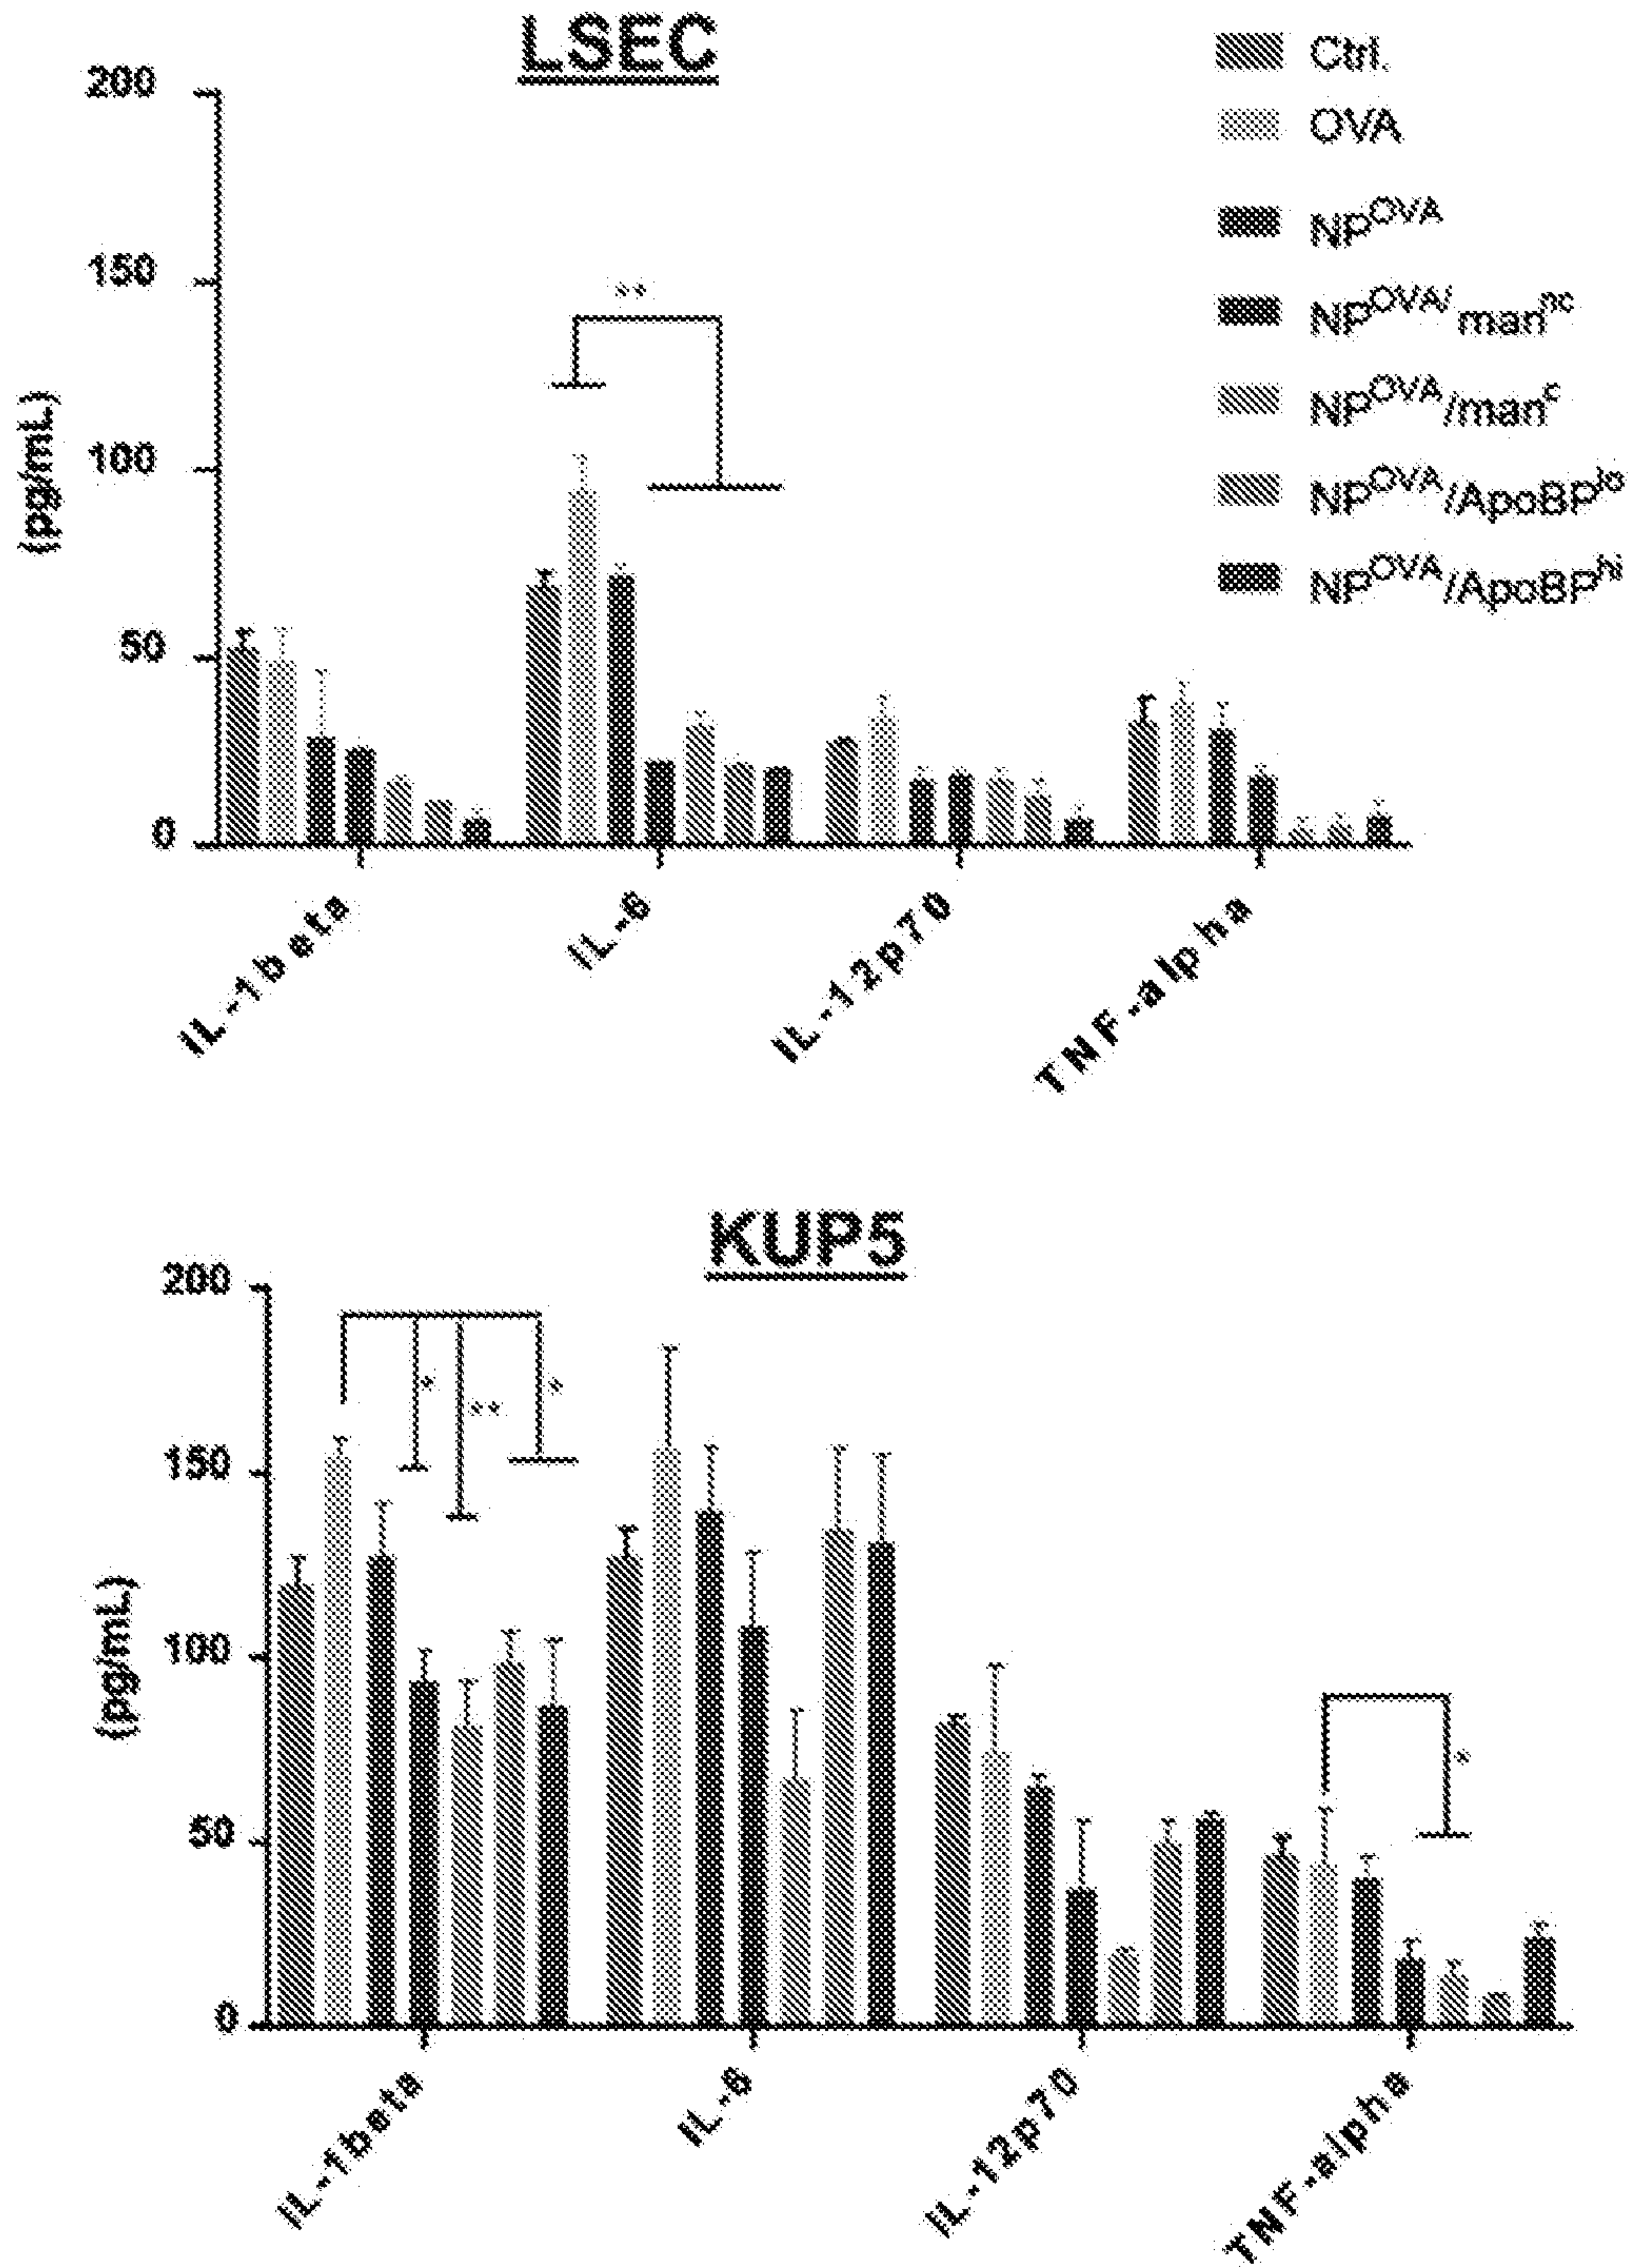 LSEC
200
150
100
50
0
(pg/mL)
**
Ctrl.
OVA
NP^OVA
NP^OVA/man^nc
NP^OVA/man^c
NP^OVA/ApoBP^lo
NP^OVA/ApoBP^hi
IL-1beta
IL-6
IL-12p70
TNF-alpha
KUP5
200
150
100
50
0
(pg/mL)
*
**
*
*
IL-1beta
IL-6
IL-12p70
TNF-alpha